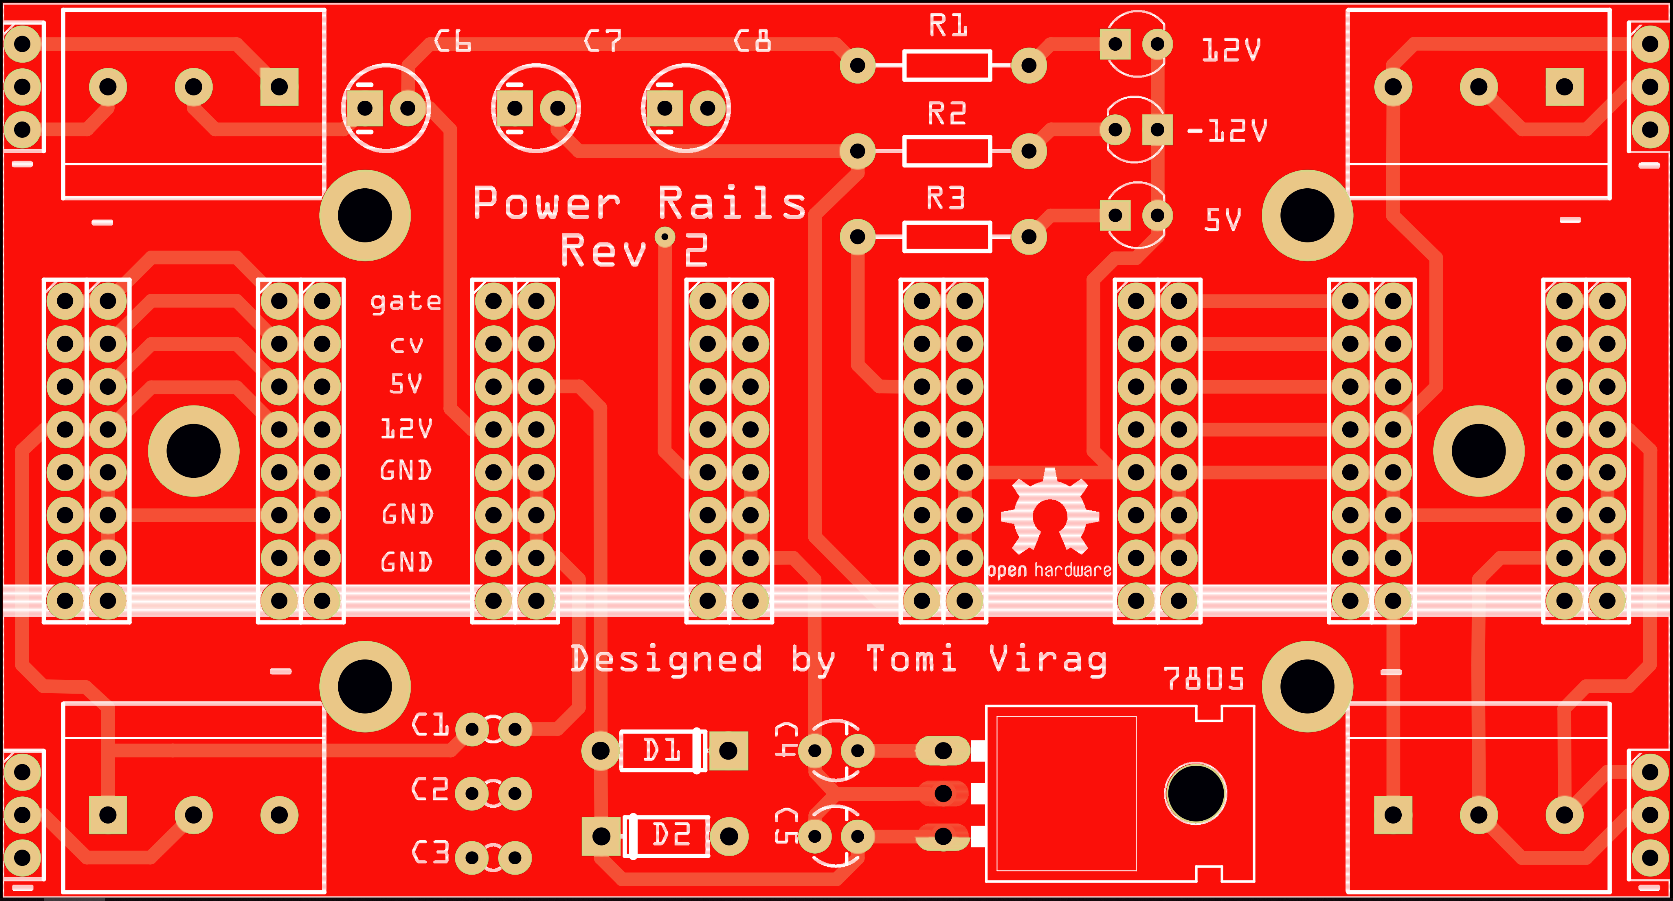 C6 C7 C8
R1
12V
R2
-12V
R3
5V
Power Rails
Rev 2
gate
cv
5V
12V
GND
GND
GND
open hardware
Designed by Tomi Virag
7805
C1
D1
C4
C2
D2
C5
C3